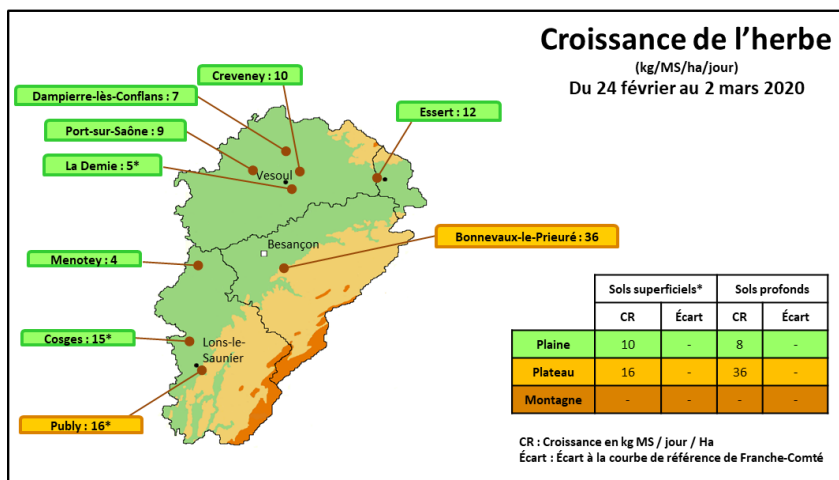 Croissance de l’herbe
(kg/MS/ha/jour)
Du 24 février au 2 mars 2020
Creveney : 10
Dampierre-lès-Conflans : 7
Port-sur-Saône : 9
La Demie : 5*
Essert : 12
Vesoul
Besançon
Bonnevaux-le-Prieuré : 36
Menotey : 4
Cosges : 15*
Lons-le-
Saunier
Publy : 16*
Sols superficiels* Sols profonds
CR Écart CR Écart
Plaine 10 - 8 -
Plateau 16 - 36 -
Montagne - - - -
CR : Croissance en kg MS / jour / Ha
Écart : Écart à la courbe de référence de Franche-Comté